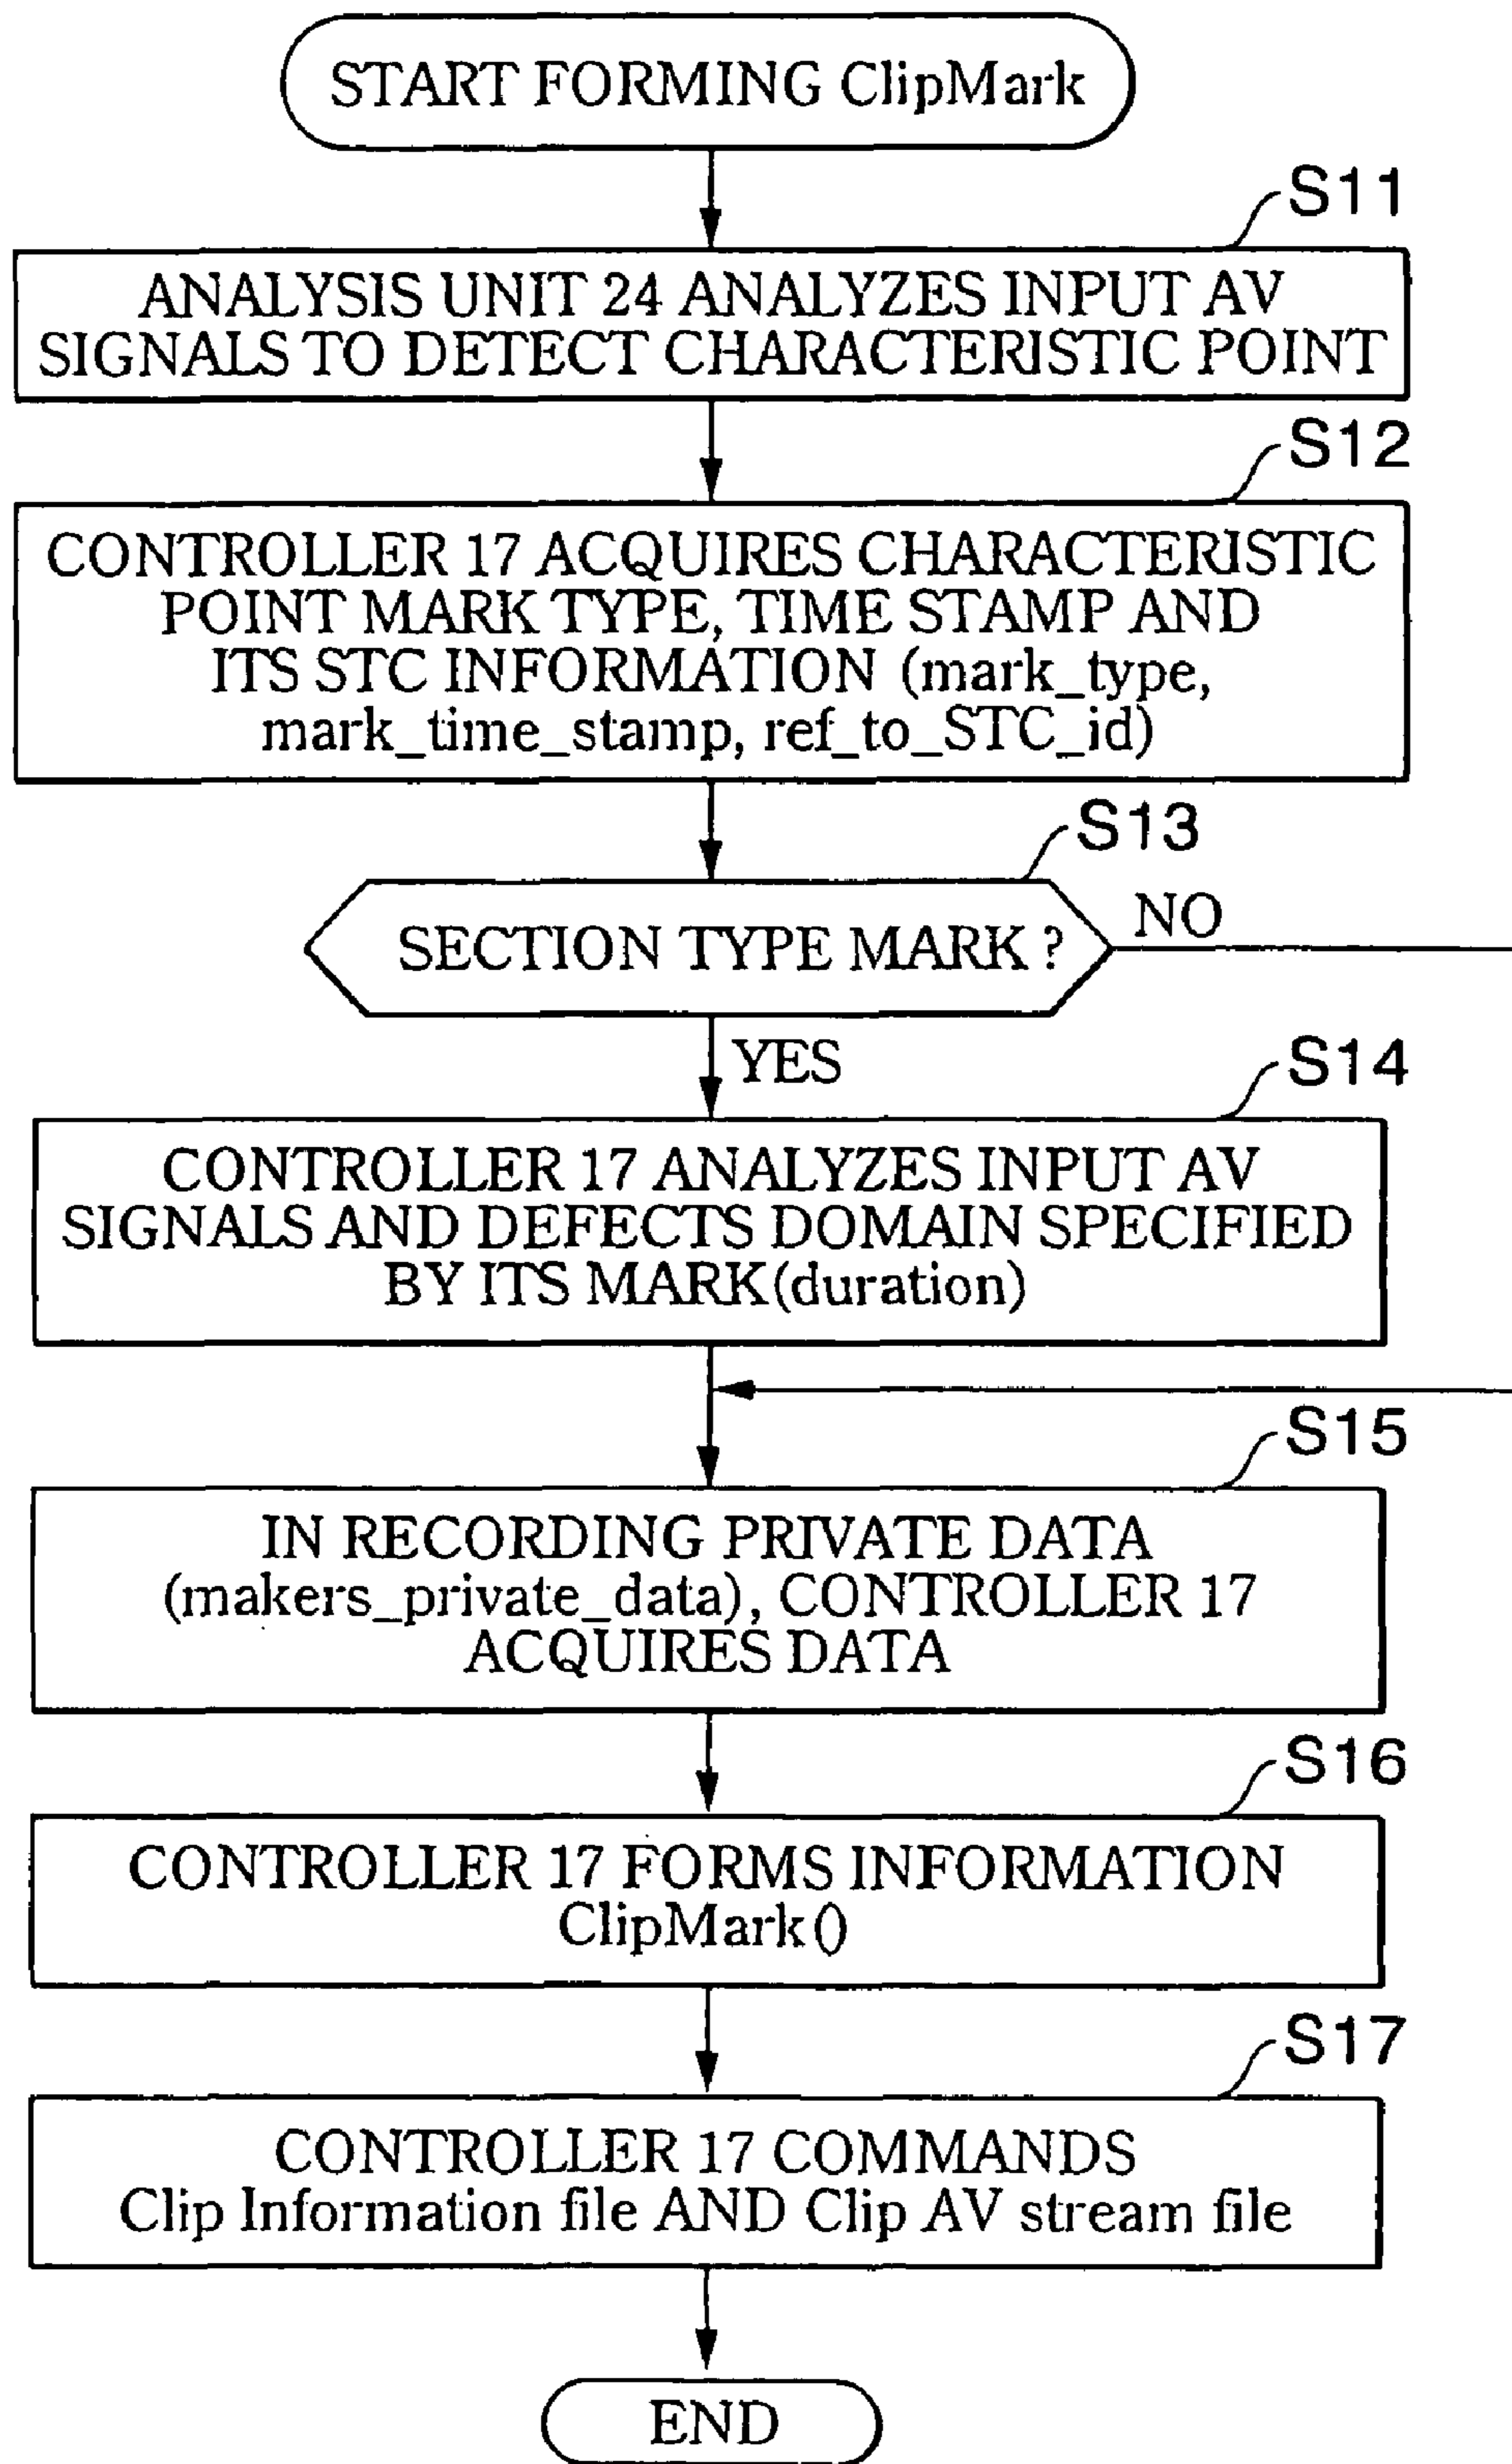 START FORMING ClipMark
S11
ANALYSIS UNIT 24 ANALYZES INPUT AV
SIGNALS TO DETECT CHARACTERISTIC POINT
S12
CONTROLLER 17 ACQUIRES CHARACTERISTIC
POINT MARK TYPE, TIME STAMP AND
ITS STC INFORMATION (mark_type,
mark_time_stamp, ref_to_STC_id)
S13
SECTION TYPE MARK ?
NO
YES
S14
CONTROLLER 17 ANALYZES INPUT AV
SIGNALS AND DEFECTS DOMAIN SPECIFIED
BY ITS MARK(duration)
S15
IN RECORDING PRIVATE DATA
(makers_private_data), CONTROLLER 17
ACQUIRES DATA
S16
CONTROLLER 17 FORMS INFORMATION
ClipMark()
S17
CONTROLLER 17 COMMANDS
Clip Information file AND Clip AV stream file
END